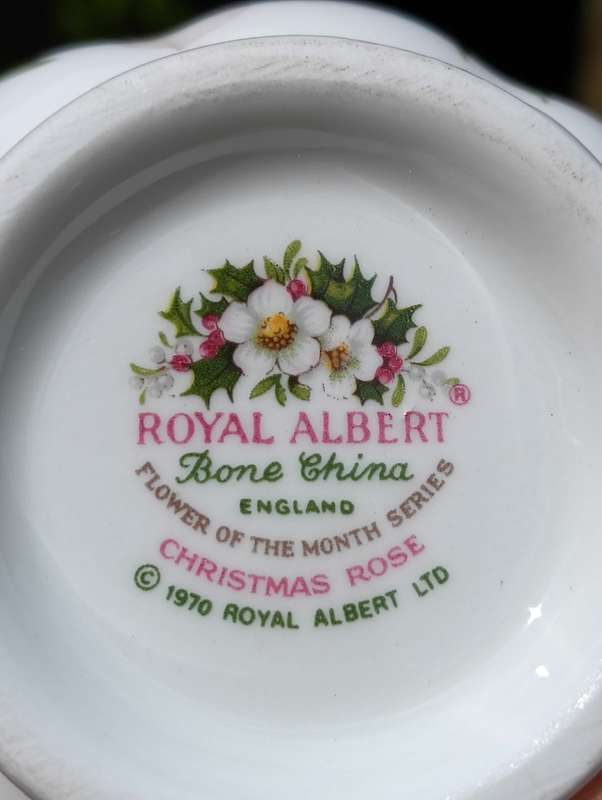 ROYAL ALBERT ®
Bone China
ENGLAND
FLOWER OF THE MONTH SERIES
CHRISTMAS ROSE
© 1970 ROYAL ALBERT LTD